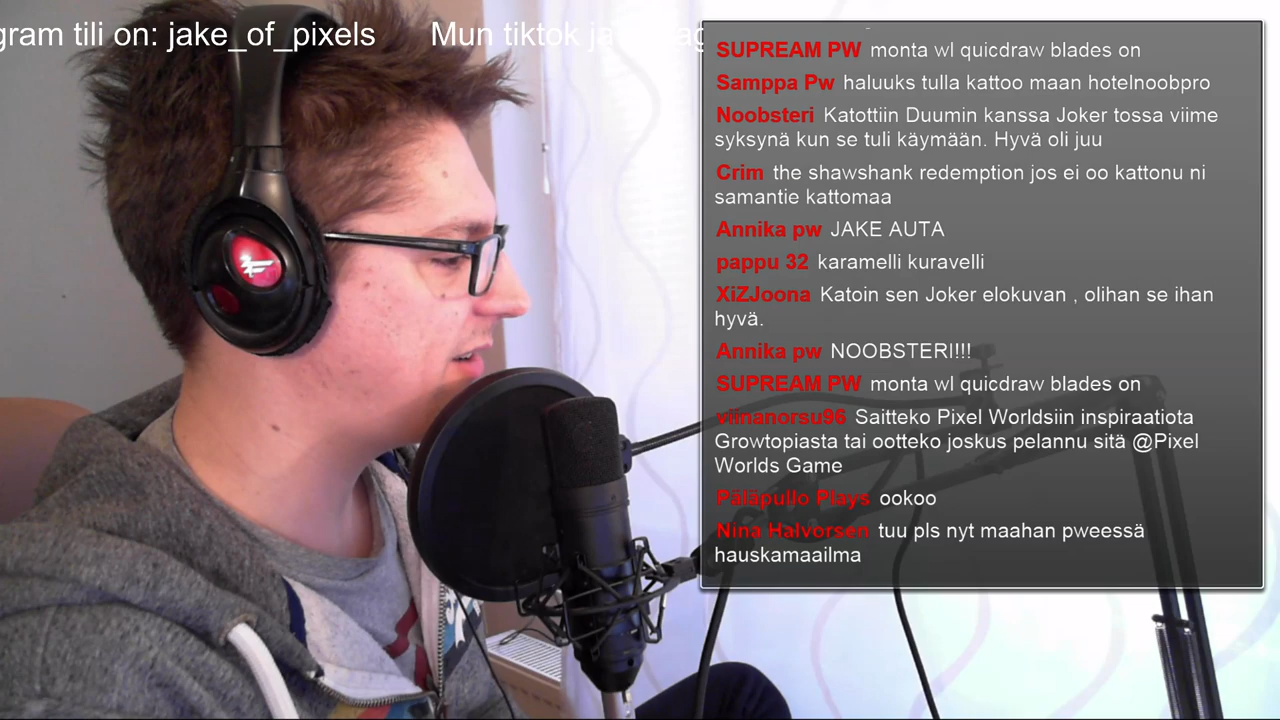 gram tili on: jake_of_pixels Mun tiktok ja
SUPREAM PW monta wl quicdraw blades on
Samppa Pw haluuks tulla kattoo maan hotelnoobpro
Noobsteri Katottiin Duumin kanssa Joker tossa viime
syksynä kun se tuli käymään. Hyvä oli juu
Crim the shawshank redemption jos ei oo kattonu ni
samantie kattomaa
Annika pw JAKE AUTA
pappu 32 karamelli kuravelli
XiZJoona Katoin sen Joker elokuvan , olihan se ihan
hyvä.
Annika pw NOOBSTERI!!!
SUPREAM PW monta wl quicdraw blades on
viinanorsu96 Saitteko Pixel Worldsiin inspiraatiota
Growtopiasta tai ootteko joskus pelannu sitä @Pixel
Worlds Game
Päläpullo Plays ookoo
Nina Halvorsen tuu pls nyt maahan pweessä
hauskamaailma